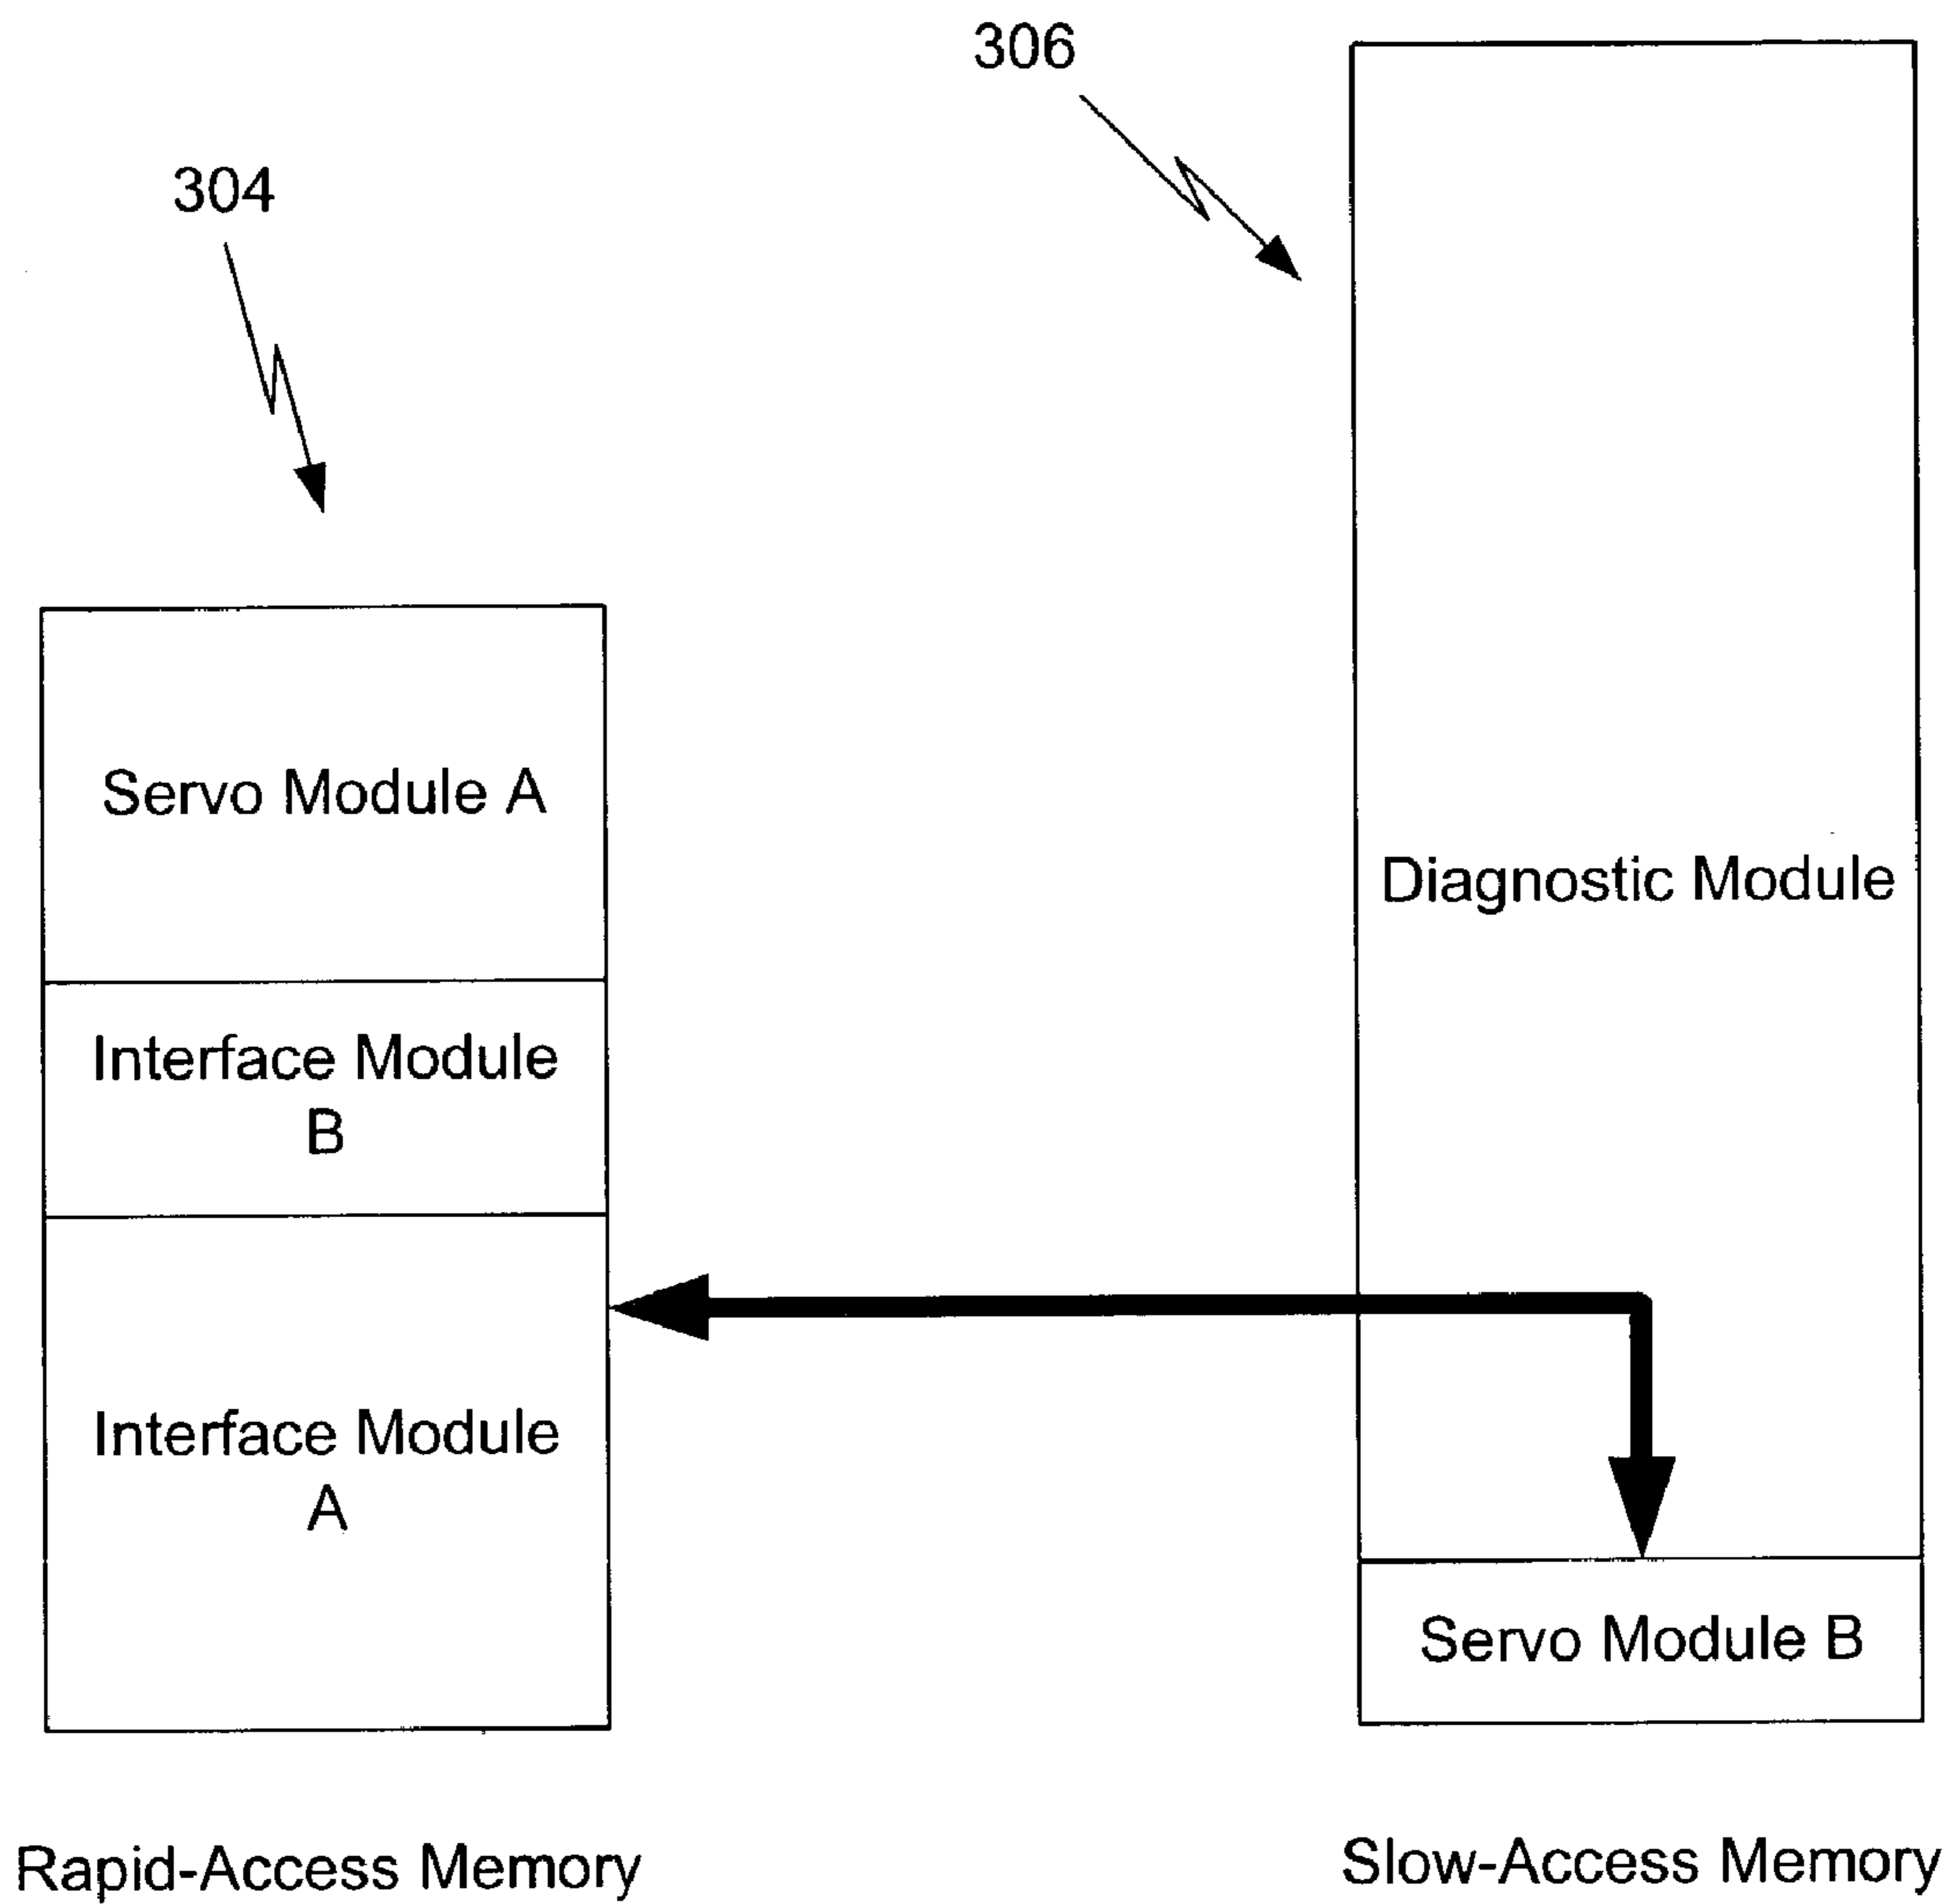 306
304
Servo Module A
Interface Module
B
Interface Module
A
Diagnostic Module
Servo Module B
Rapid-Access Memory
Slow-Access Memory